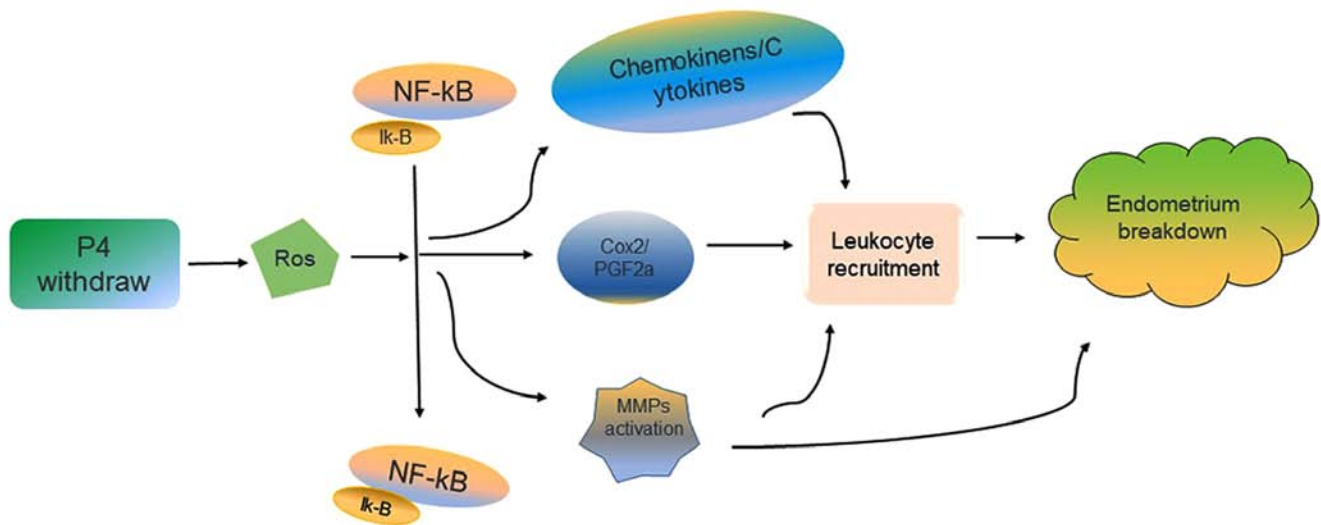 Chemokinens/C
ytokines
NF-kB
Ik-B
P4
withdraw
Ros
Cox2/
PGF2a
Leukocyte
recruitment
Endometrium
breakdown
MMPs
activation
NF-kB
Ik-B